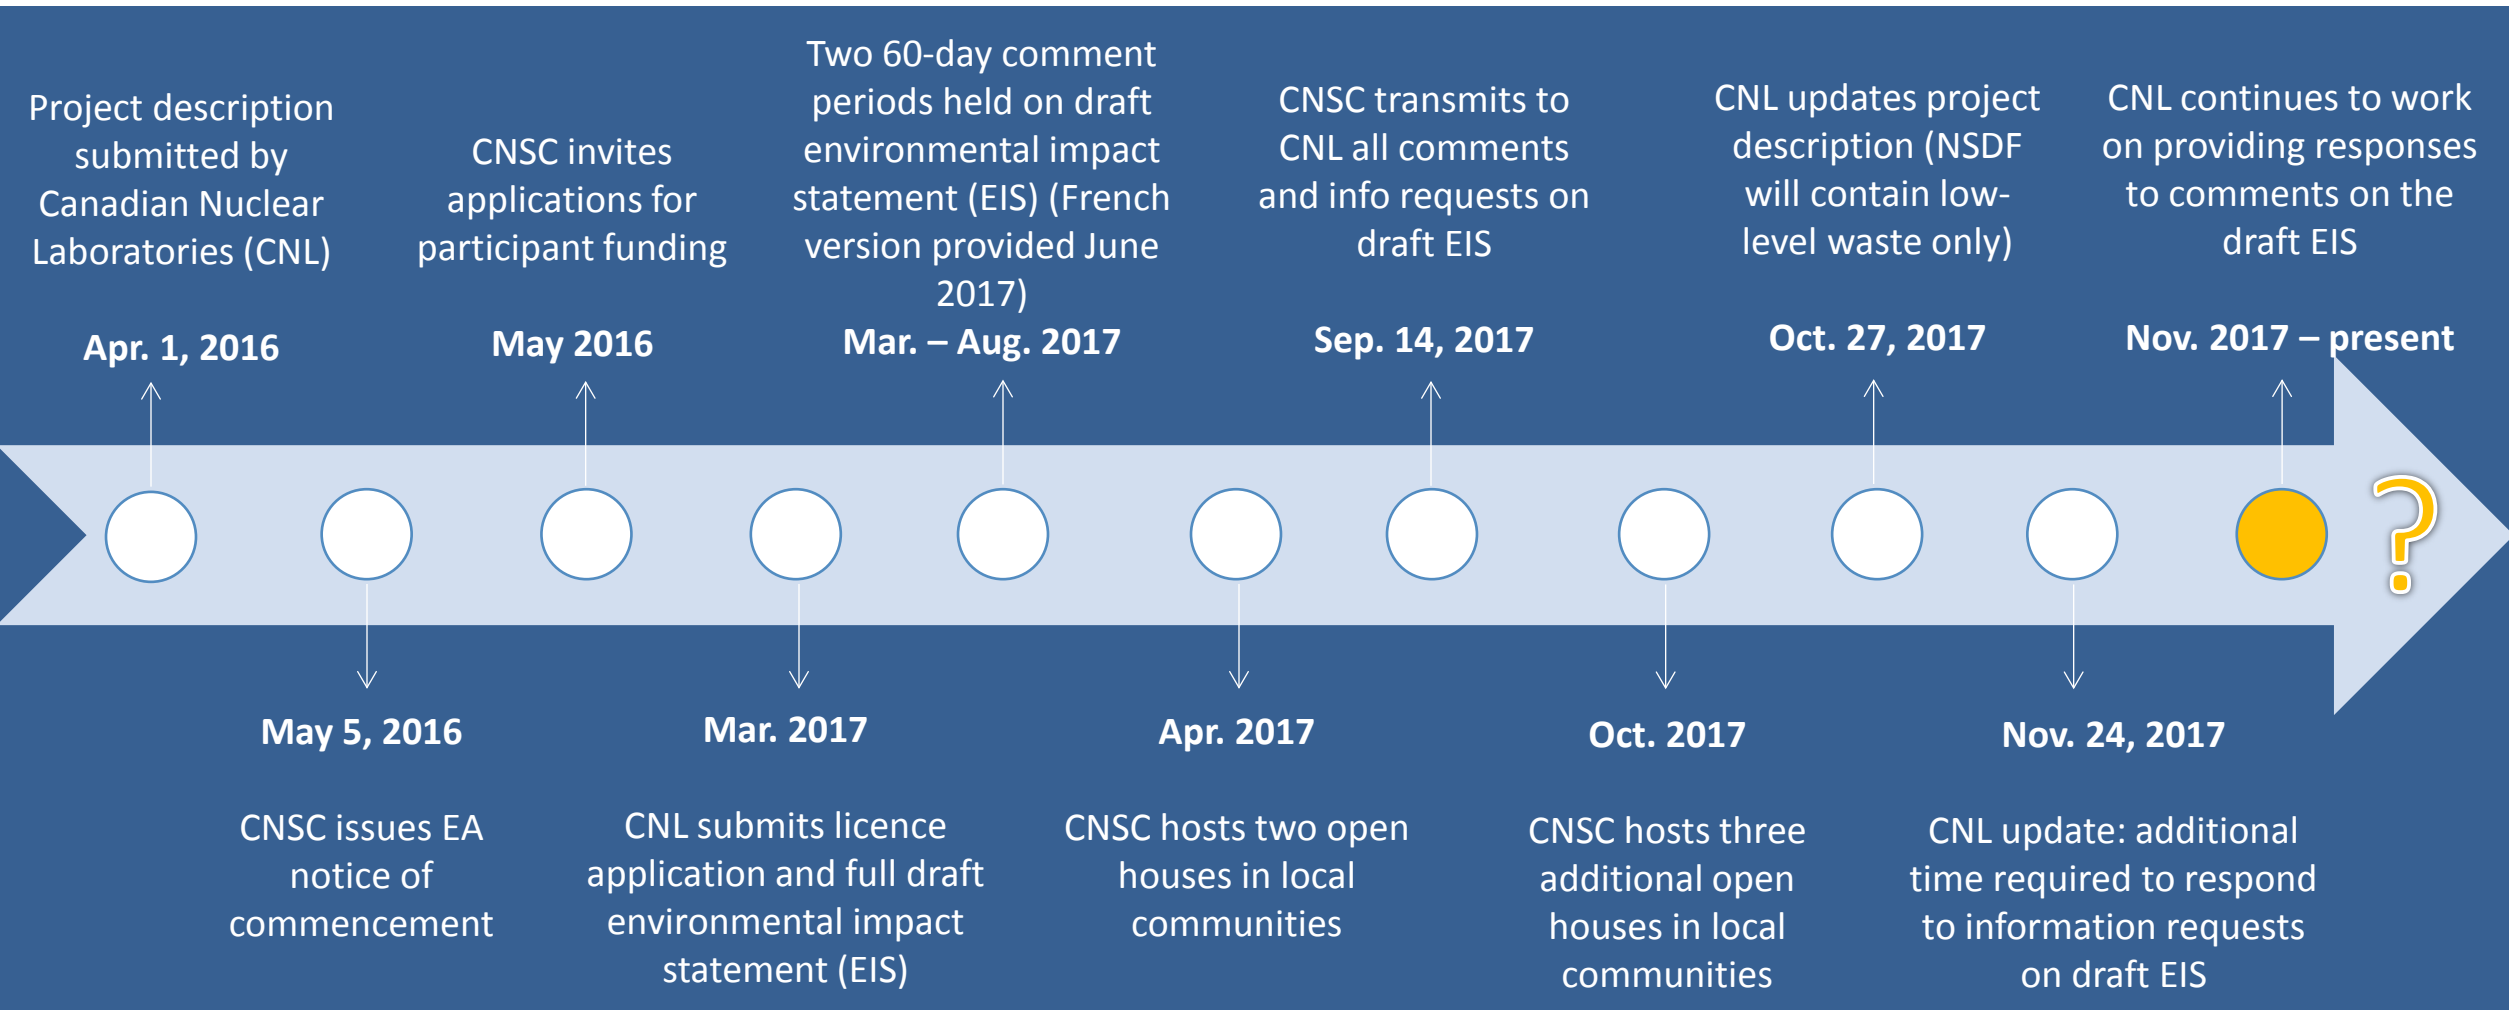 Project description
submitted by
Canadian Nuclear
Laboratories (CNL)
Apr. 1, 2016
CNSC invites
applications for
participant funding
May 2016
Two 60-day comment
periods held on draft
environmental impact
statement (EIS) (French
version provided June
2017)
Mar. – Aug. 2017
CNSC transmits to
CNL all comments
and info requests on
draft EIS
Sep. 14, 2017
CNL updates project
description (NSDF
will contain low-
level waste only)
Oct. 27, 2017
CNL continues to work
on providing responses
to comments on the
draft EIS
Nov. 2017 – present
?
May 5, 2016
CNSC issues EA
notice of
commencement
Mar. 2017
CNL submits licence
application and full draft
environmental impact
statement (EIS)
Apr. 2017
CNSC hosts two open
houses in local
communities
Oct. 2017
CNSC hosts three
additional open
houses in local
communities
Nov. 24, 2017
CNL update: additional
time required to respond
to information requests
on draft EIS